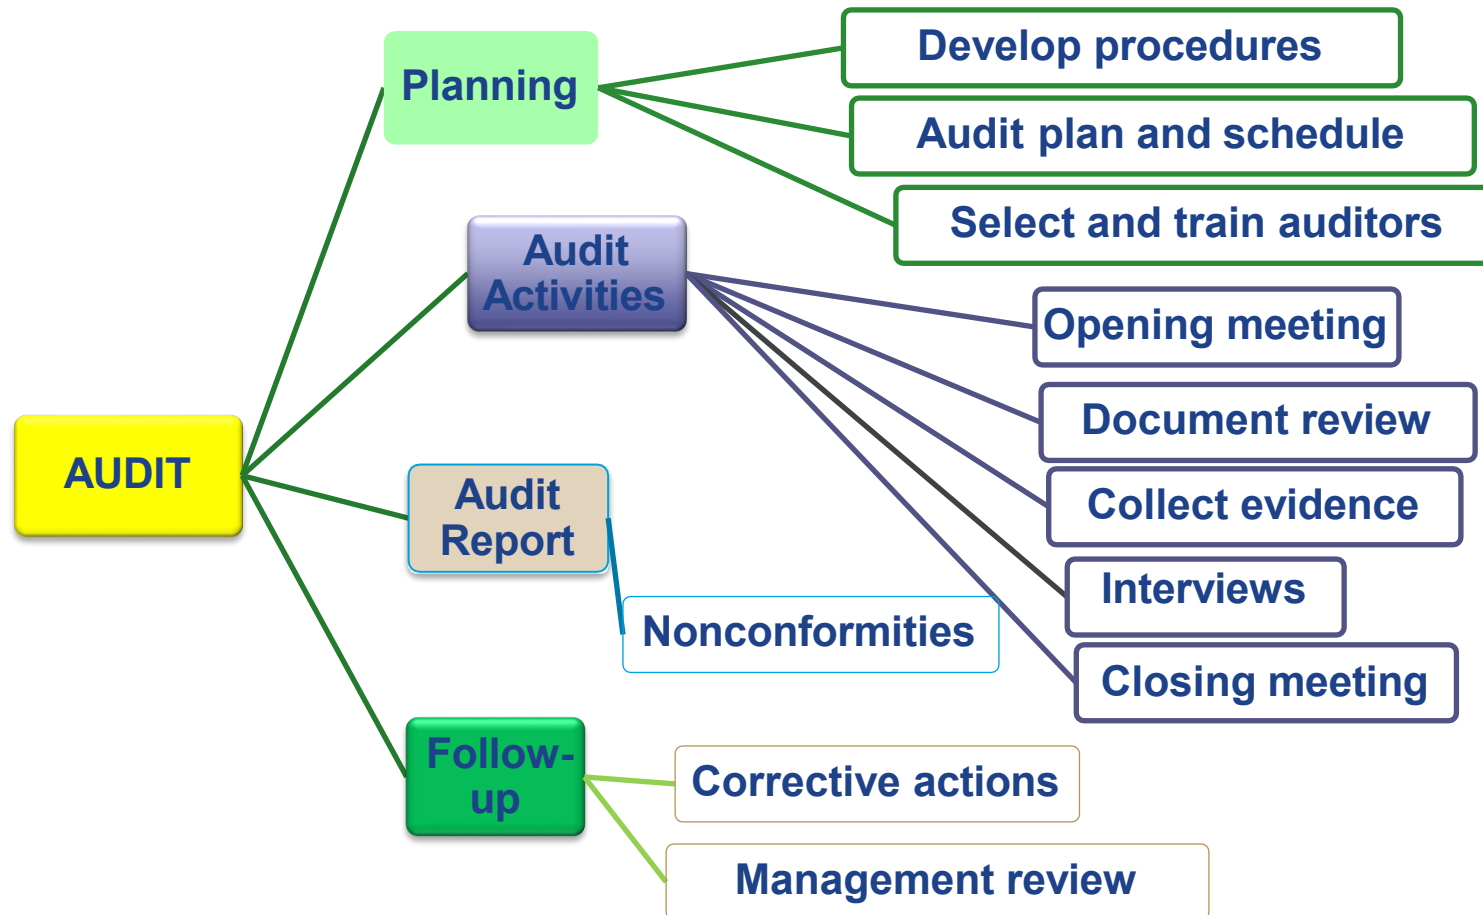 Planning
Develop procedures
Audit plan and schedule
Select and train auditors
Audit
Activities
Opening meeting
Document review
Collect evidence
Interviews
Closing meeting
AUDIT
Audit
Report
Nonconformities
Follow-
up
Corrective actions
Management review